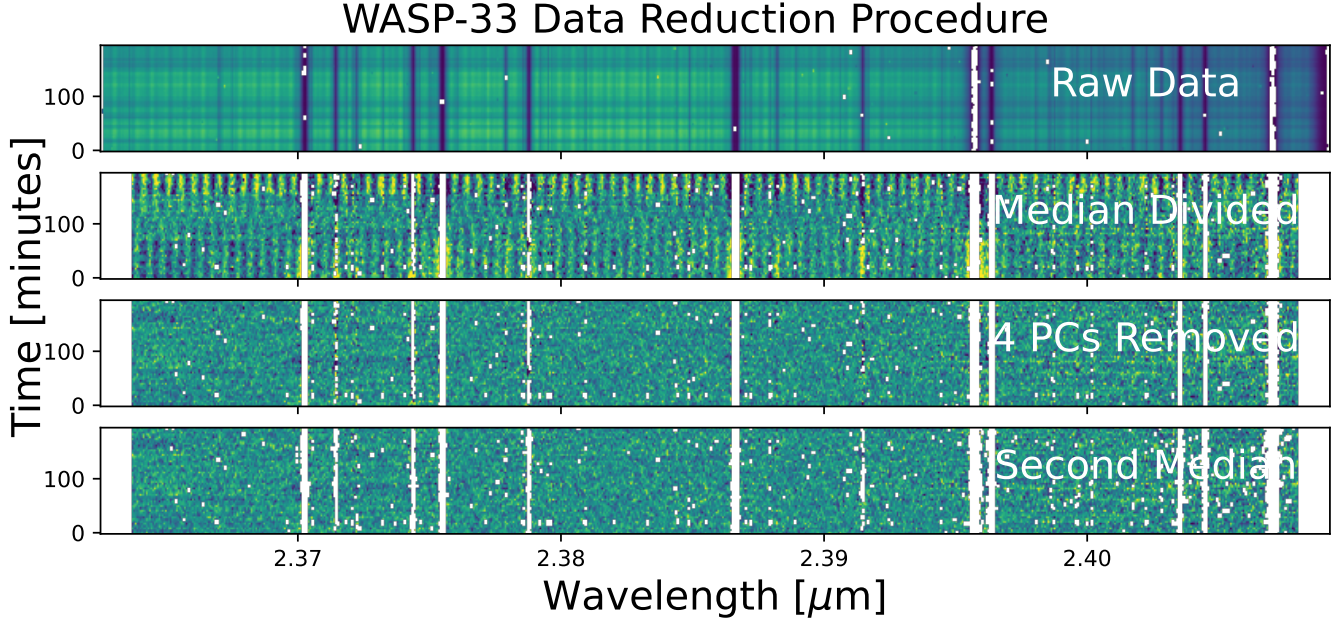 WASP-33 Data Reduction Procedure
Time [minutes]
100
0
Raw Data
100
0
Median Divided
100
0
4 PCs Removed
100
0
Second Median
2.37 2.38 2.39 2.40
Wavelength [μm]